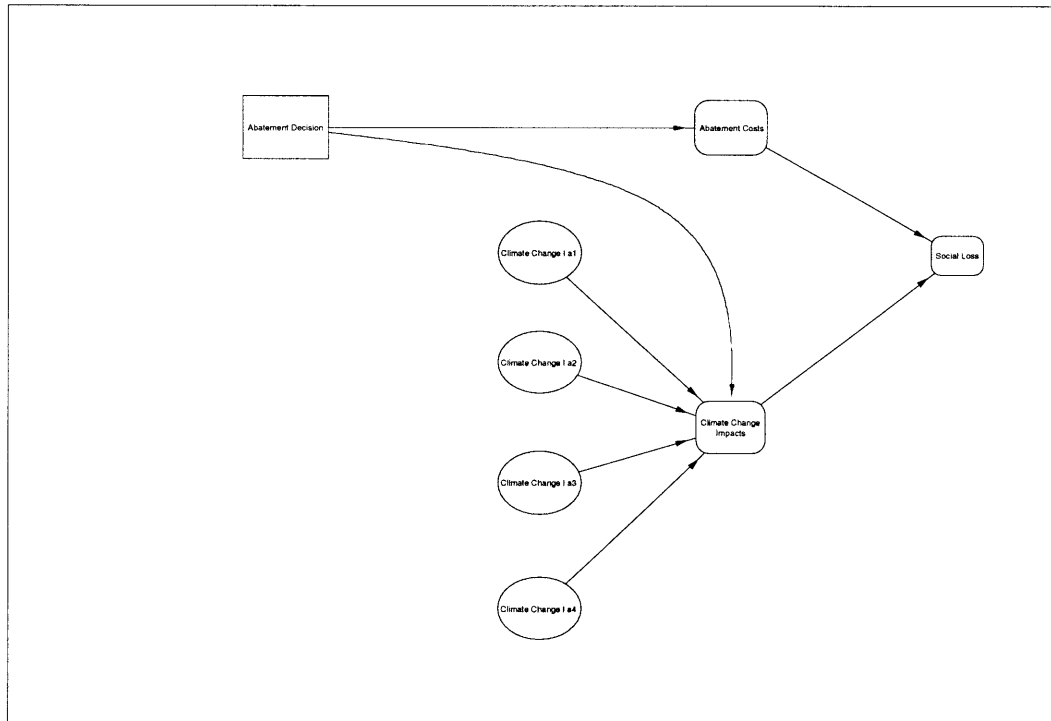 Abatement Decision
Abatement Costs
Climate Change | a1
Social Loss
Climate Change | a2
Climate Change
Impacts
Climate Change | a3
Climate Change | a4